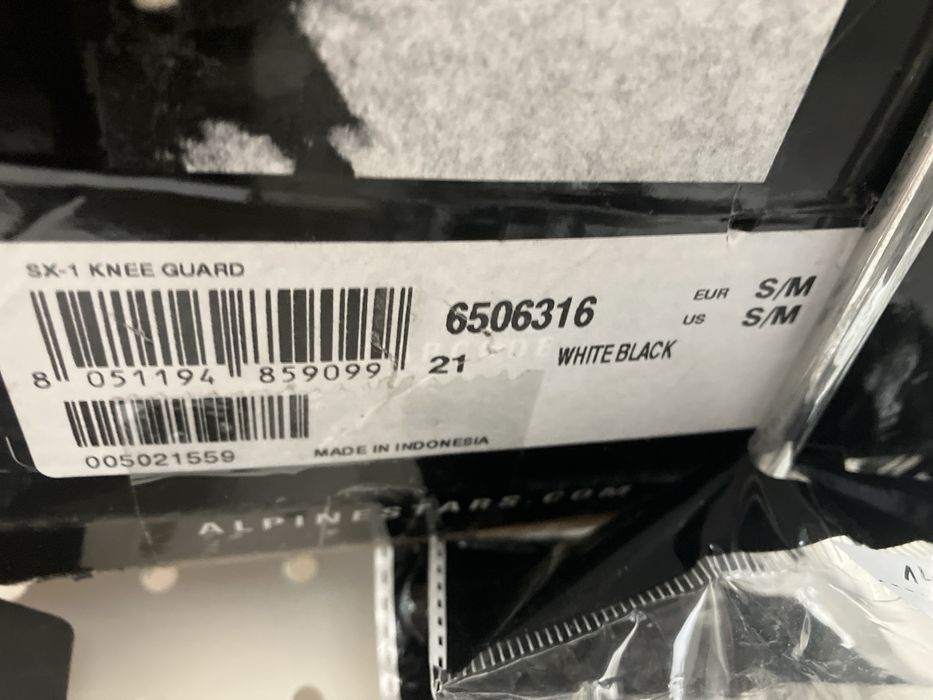 SX-1 KNEE GUARD
6506316
EUR S/M
US S/M
21 WHITE BLACK
8 051194 859099
005021559
MADE IN INDONESIA
ALPINESTARS.COM